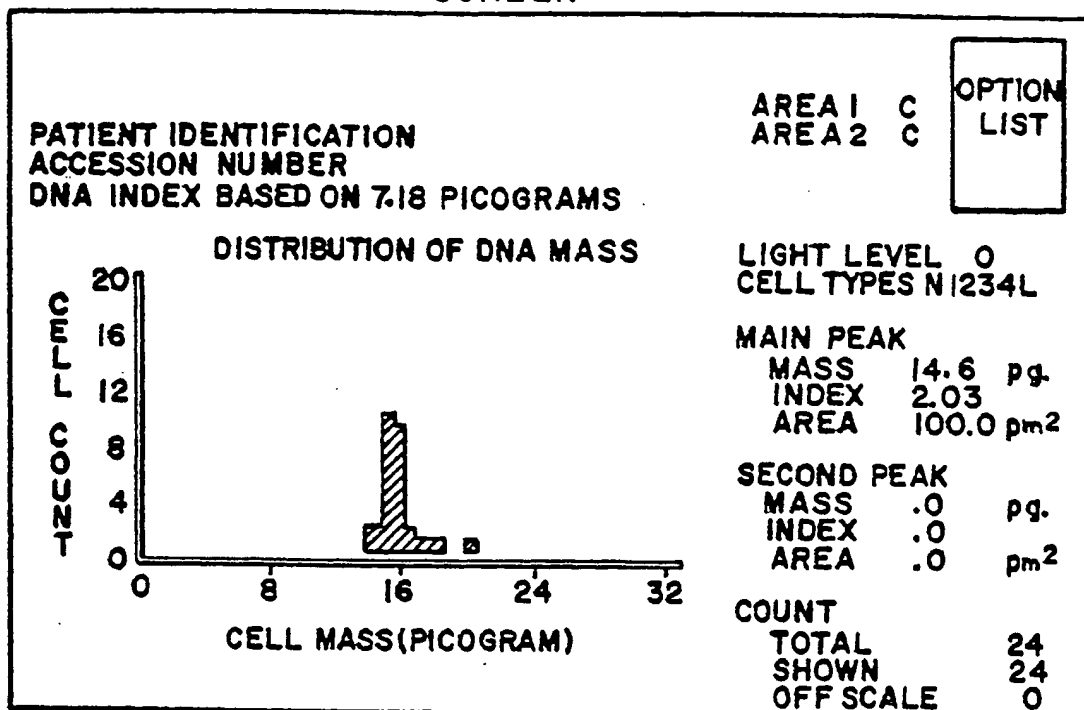 AREA 1 C
AREA 2 C
OPTION
LIST
PATIENT IDENTIFICATION
ACCESSION NUMBER
DNA INDEX BASED ON 7.18 PICOGRAMS
DISTRIBUTION OF DNA MASS
CELL COUNT
20
16
12
8
4
0
0 8 16 24 32
CELL MASS(PICOGRAM)
LIGHT LEVEL 0
CELL TYPES N1234L
MAIN PEAK
MASS 14.6 pg.
INDEX 2.03
AREA 100.0 pm²
SECOND PEAK
MASS .0 pg.
INDEX .0
AREA .0 pm²
COUNT
TOTAL 24
SHOWN 24
OFF SCALE 0